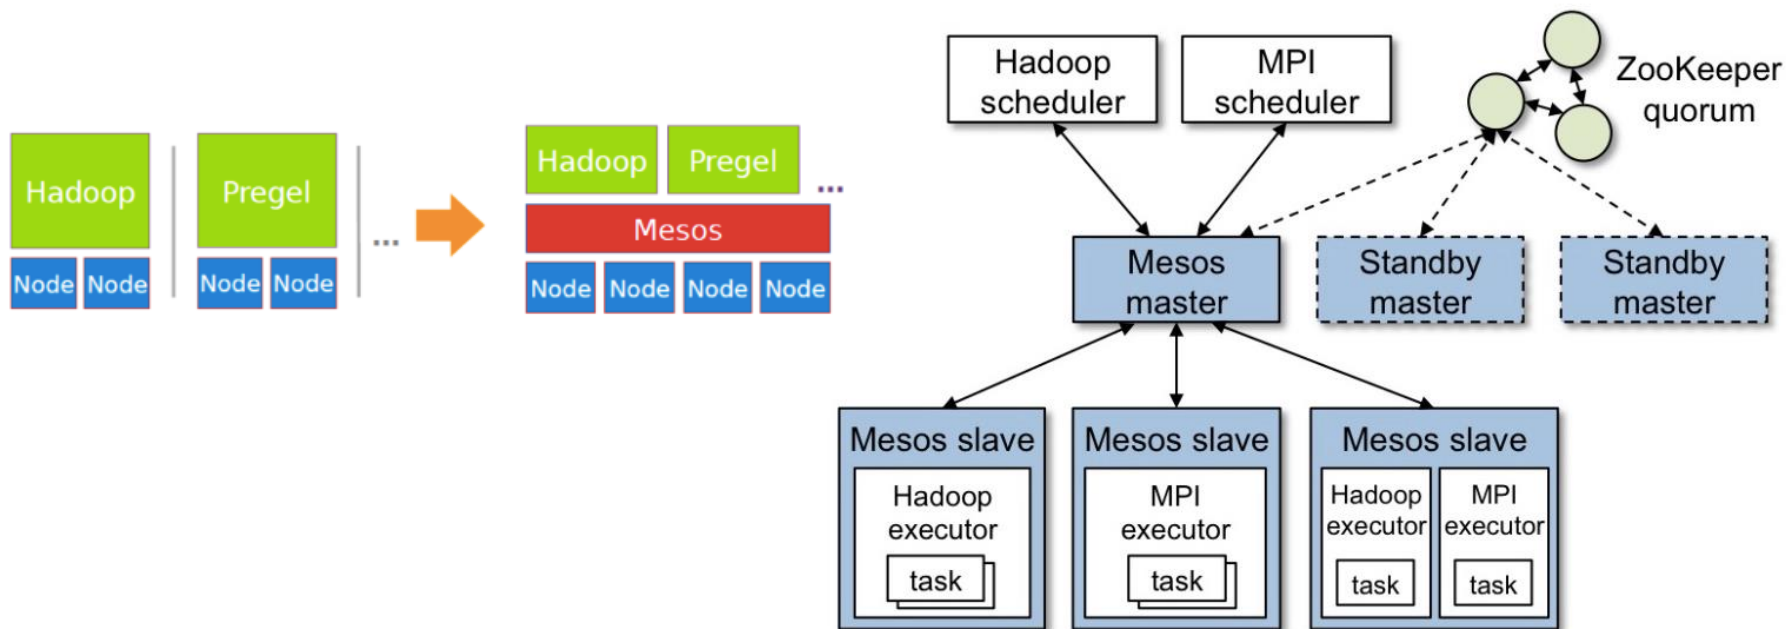 Hadoop
Node Node
Pregel
Node Node
...
Hadoop Pregel ...
Mesos
Node Node Node Node
Hadoop
scheduler
MPI
scheduler
ZooKeeper
quorum
Mesos
master
Standby
master
Standby
master
Mesos slave
Hadoop
executor
task
Mesos slave
MPI
executor
task
Mesos slave
Hadoop
executor
task
MPI
executor
task